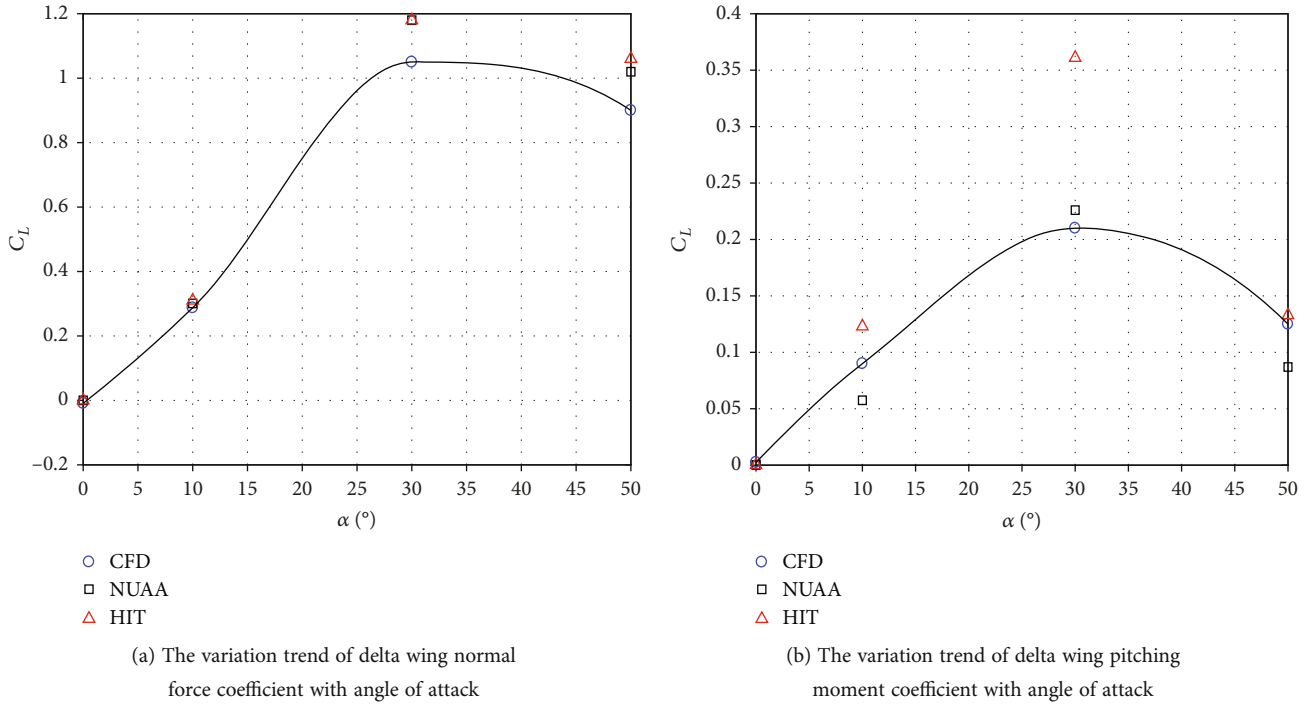 1.2
1
0.8
0.6
0.4
0.2
0
–0.2
C_L
0 5 10 15 20 25 30 35 40 45 50
α (°)
CFD
NUAA
HIT
(a) The variation trend of delta wing normal
force coefficient with angle of attack
0.4
0.35
0.3
0.25
0.2
0.15
0.1
0.05
0
C_L
0 5 10 15 20 25 30 35 40 45 50
α (°)
CFD
NUAA
HIT
(b) The variation trend of delta wing pitching
moment coefficient with angle of attack